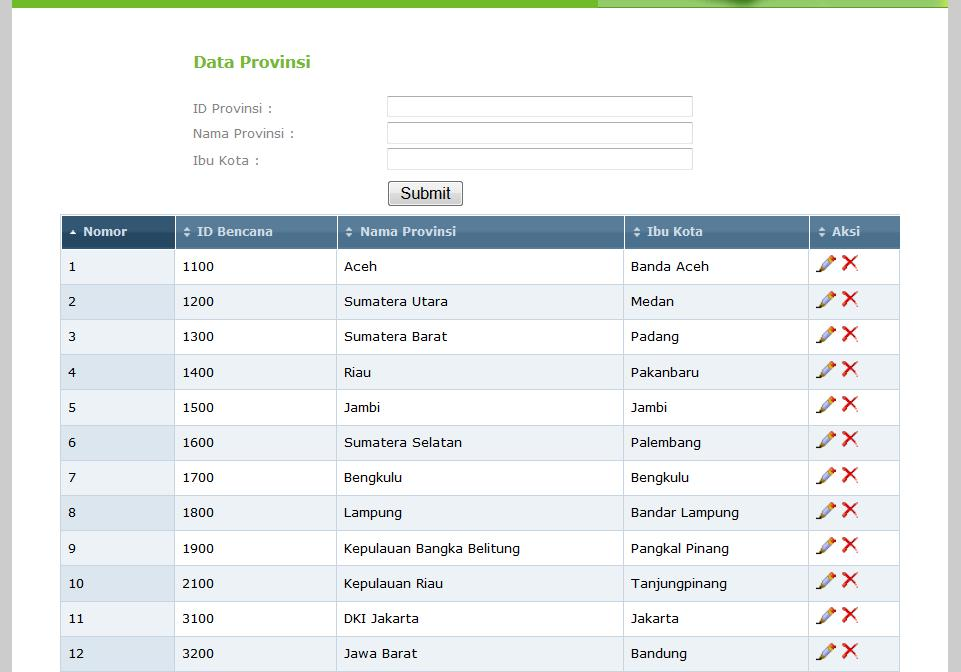 Data Provinsi
ID Provinsi :
Nama Provinsi :
Ibu Kota :
Submit
Nomor ID Bencana Nama Provinsi Ibu Kota Aksi
1 1100 Aceh Banda Aceh
2 1200 Sumatera Utara Medan
3 1300 Sumatera Barat Padang
4 1400 Riau Pakanbaru
5 1500 Jambi Jambi
6 1600 Sumatera Selatan Palembang
7 1700 Bengkulu Bengkulu
8 1800 Lampung Bandar Lampung
9 1900 Kepulauan Bangka Belitung Pangkal Pinang
10 2100 Kepulauan Riau Tanjungpinang
11 3100 DKI Jakarta Jakarta
12 3200 Jawa Barat Bandung